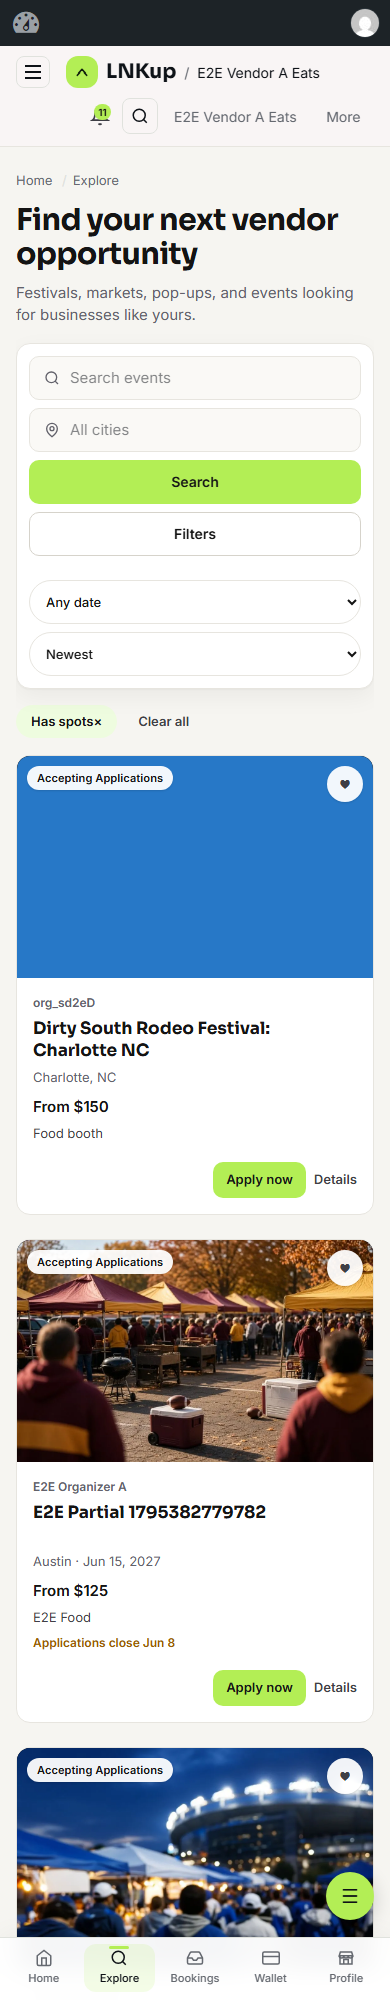 LNKup / E2E Vendor A Eats
11
E2E Vendor A Eats More
Home / Explore
Find your next vendor
opportunity
Festivals, markets, pop-ups, and events looking
for businesses like yours.
Search events
All cities
Search
Filters
Any date
Newest
Has spots×
Clear all
Accepting Applications
org_sd2eD
Dirty South Rodeo Festival:
Charlotte NC
Charlotte, NC
From $150
Food booth
Apply now Details
Accepting Applications
E2E Organizer A
E2E Partial 1795382779782
Austin · Jun 15, 2027
From $125
E2E Food
Applications close Jun 8
Apply now Details
Accepting Applications
Home Explore Bookings Wallet Profile